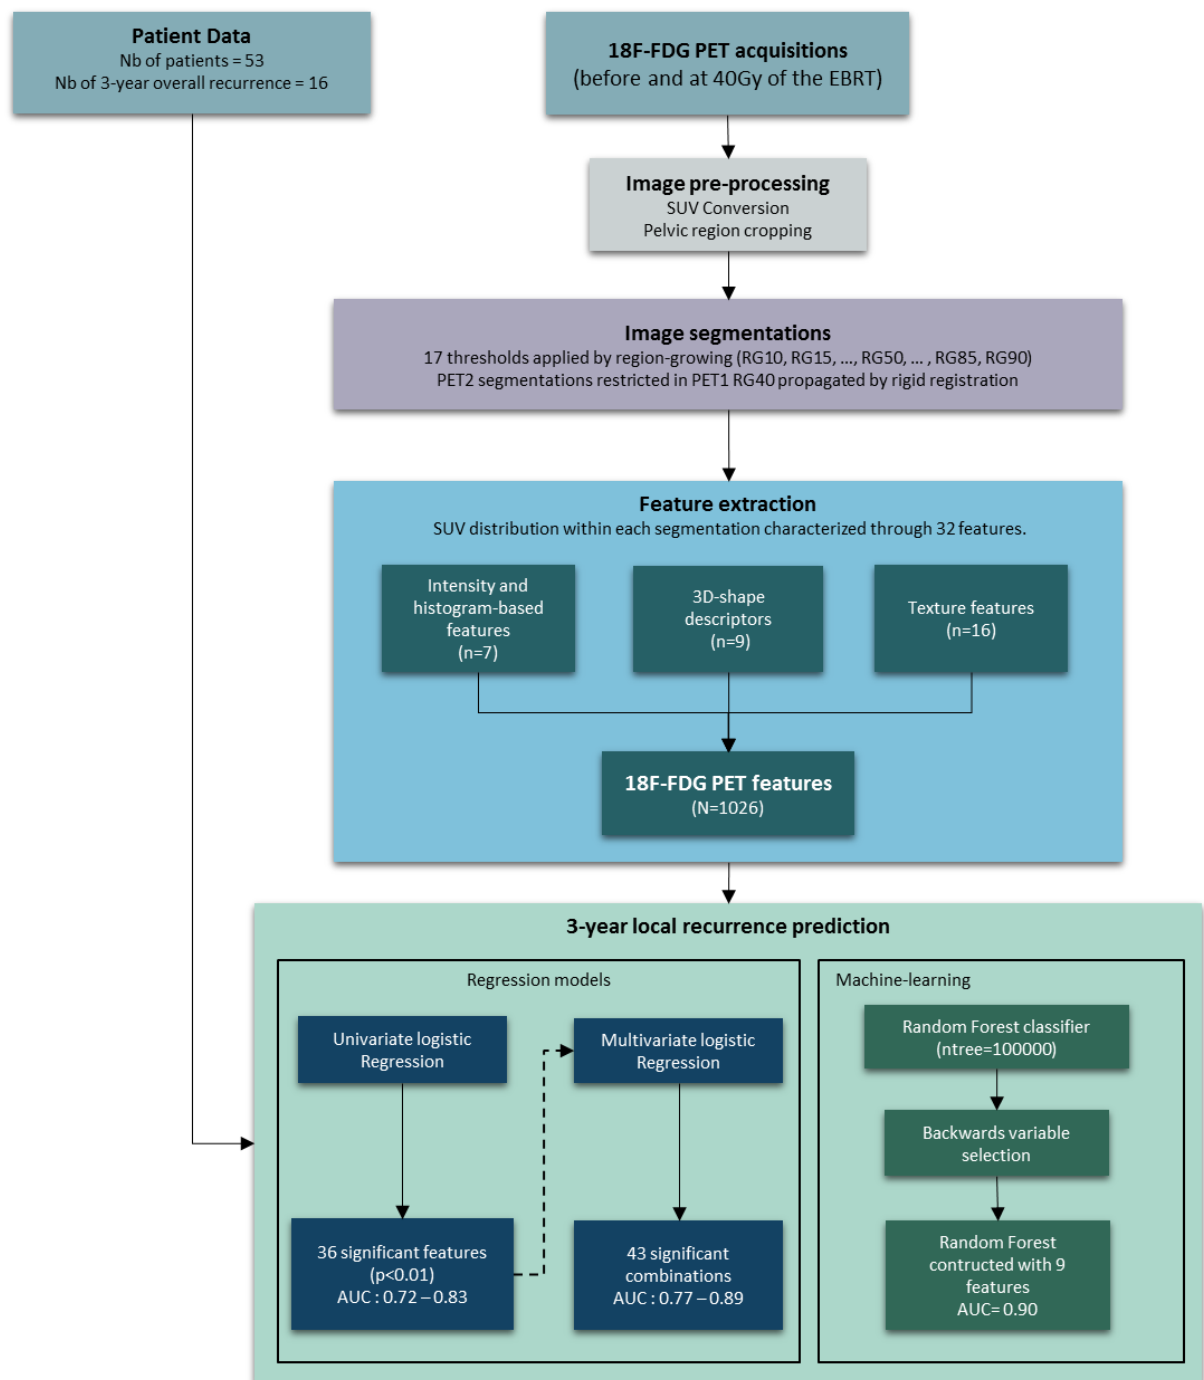 Patient Data
Nb of patients = 53
Nb of 3-year overall recurrence = 16
18F-FDG PET acquisitions
(before and at 40Gy of the EBRT)
Image pre-processing
SUV Conversion
Pelvic region cropping
Image segmentations
17 thresholds applied by region-growing (RG10, RG15, ..., RG50, ... , RG85, RG90)
PET2 segmentations restricted in PET1 RG40 propagated by rigid registration
Feature extraction
SUV distribution within each segmentation characterized through 32 features.
Intensity and
histogram-based
features
(n=7)
3D-shape
descriptors
(n=9)
Texture features
(n=16)
18F-FDG PET features
(N=1026)
3-year local recurrence prediction
Regression models
Univariate logistic
Regression
Multivariate logistic
Regression
36 significant features
(p<0.01)
AUC : 0.72 – 0.83
43 significant
combinations
AUC : 0.77 – 0.89
Machine-learning
Random Forest classifier
(ntree=100000)
Backwards variable
selection
Random Forest
contructed with 9
features
AUC= 0.90